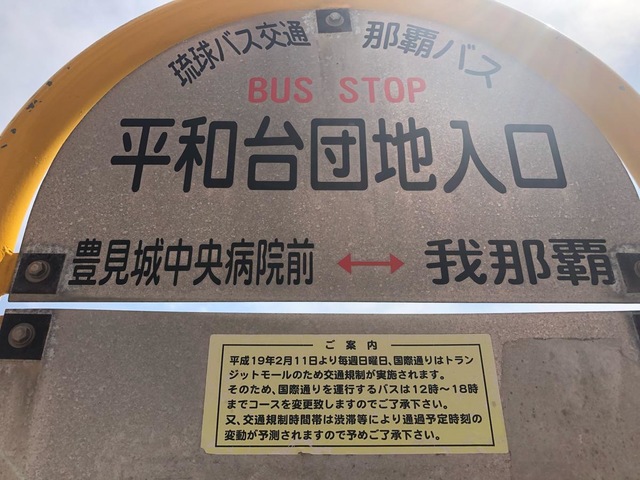 琉球バス交通 那覇バス
BUS STOP
平和台団地入口
豊見城中央病院前 ↔ 我那覇
ご案内
平成19年2月11日より毎週日曜日、国際通りはトラン
ジットモールのため交通規制が実施されます。
そのため、国際通りを運行するバスは12時～18時
までコースを変更致しますのでご了承下さい。
又、交通規制時間帯は渋滞等により通過予定時刻の
変動が予測されますので予めご了承下さい。